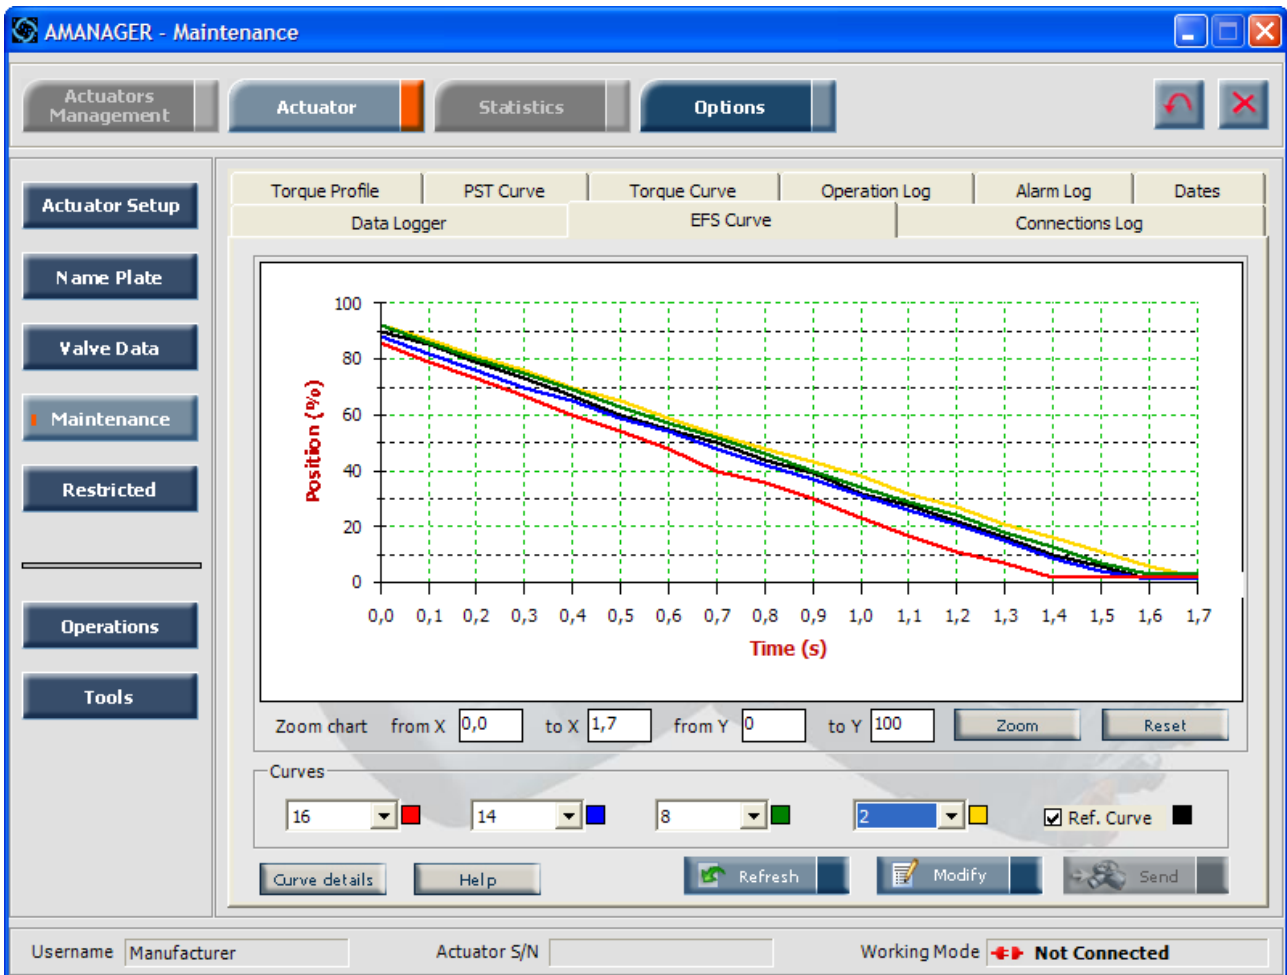 AMANAGER - Maintenance
Actuators
Management
Actuator
Statistics
Options
Actuator Setup
Name Plate
Valve Data
Maintenance
Restricted
Operations
Tools
Torque Profile
PST Curve
Torque Curve
Operation Log
Alarm Log
Dates
Data Logger
EFS Curve
Connections Log
Position (%)
100
80
60
40
20
0
0,0 0,1 0,2 0,3 0,4 0,5 0,6 0,7 0,8 0,9 1,0 1,1 1,2 1,3 1,4 1,5 1,6 1,7
Time (s)
Zoom chart from X 0,0 to X 1,7 from Y 0 to Y 100 Zoom Reset
Curves
16 14 8 2 Ref. Curve
Curve details Help Refresh Modify Send
Username Manufacturer Actuator S/N Working Mode Not Connected